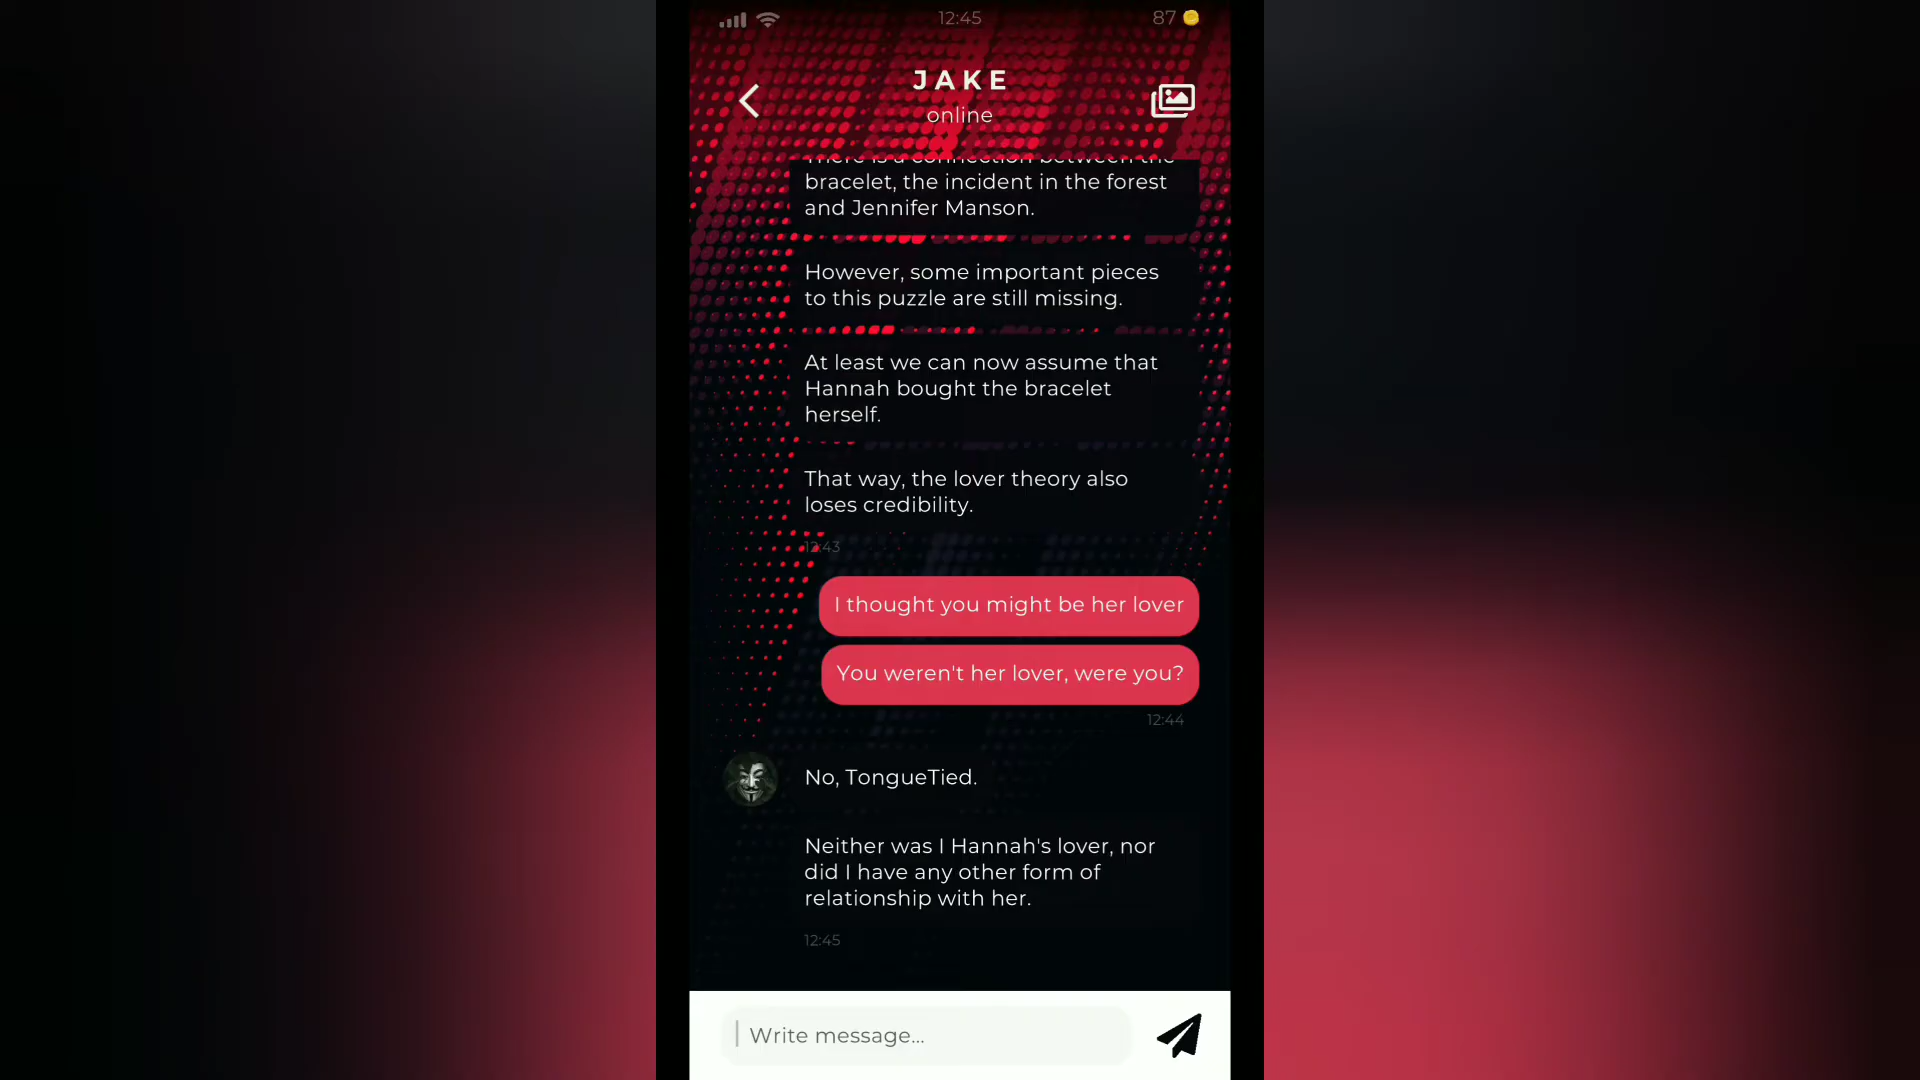 12:45
87
JAKE
online
There is a connection between the
bracelet, the incident in the forest
and Jennifer Manson.
However, some important pieces
to this puzzle are still missing.
At least we can now assume that
Hannah bought the bracelet
herself.
That way, the lover theory also
loses credibility.
12:43
I thought you might be her lover
You weren't her lover, were you?
12:44
No, TongueTied.
Neither was I Hannah's lover, nor
did I have any other form of
relationship with her.
12:45
Write message...